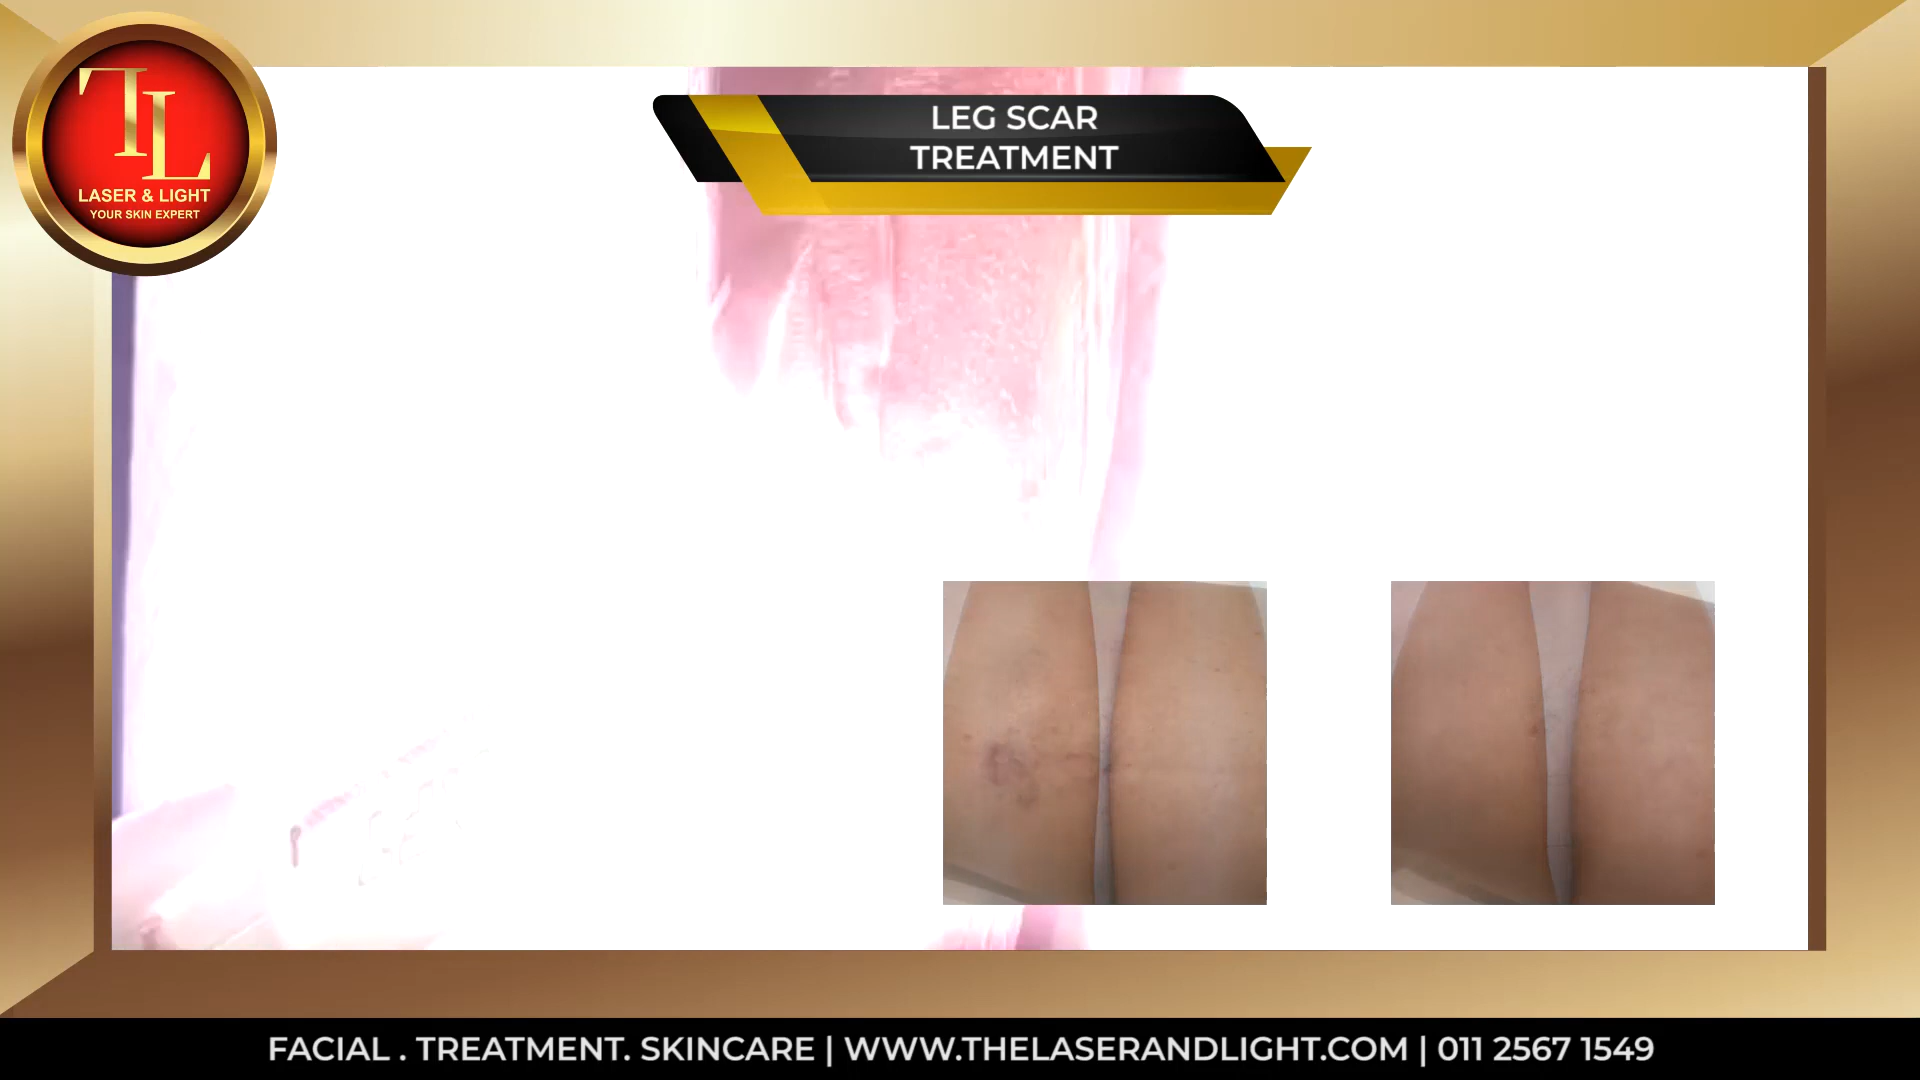 TL
LASER & LIGHT
YOUR SKIN EXPERT
LEG SCAR
TREATMENT
FACIAL . TREATMENT. SKINCARE | WWW.THELASERANDLIGHT.COM | 011 2567 1549